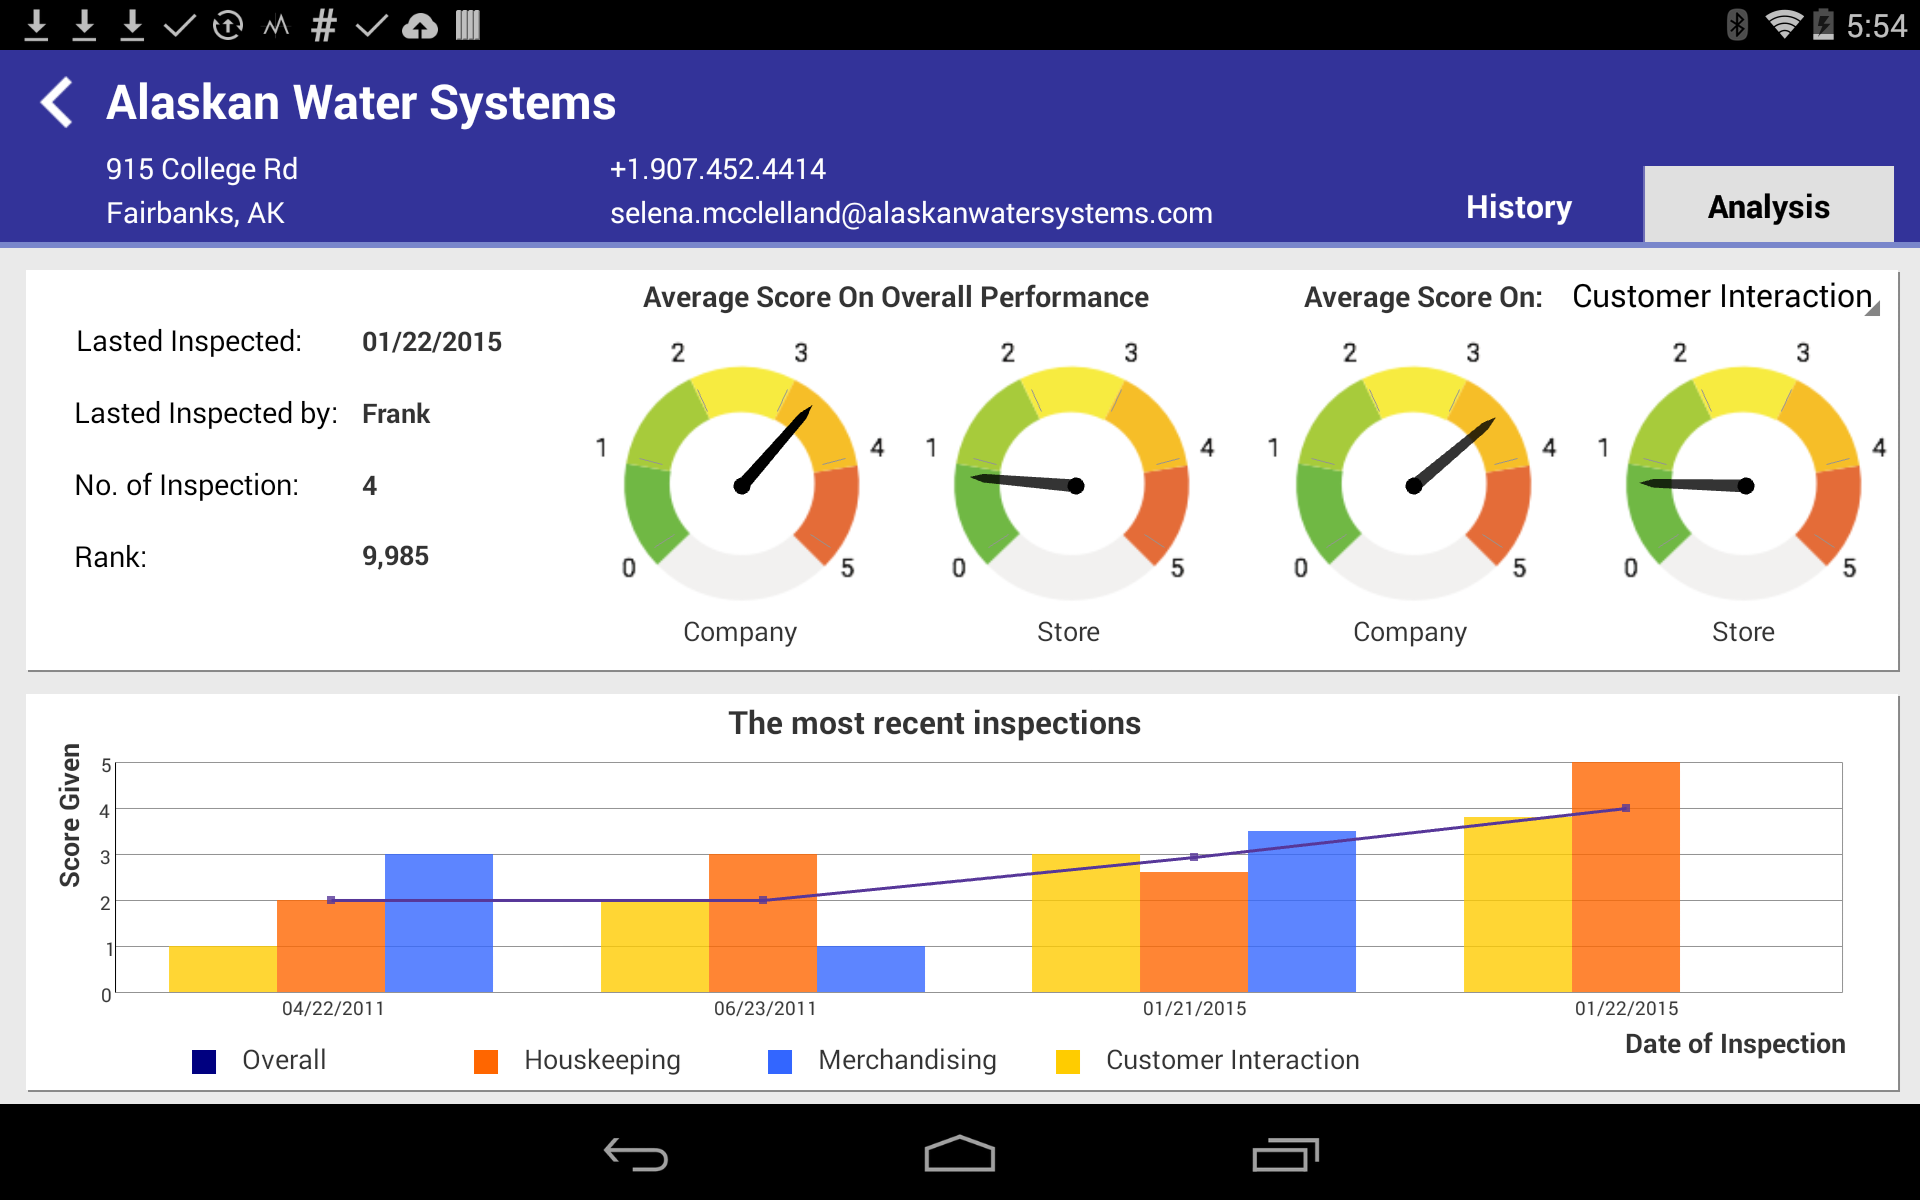 5:54
Alaskan Water Systems
915 College Rd
Fairbanks, AK
+1.907.452.4414
selena.mcclelland@alaskanwatersystems.com
History
Analysis
Lasted Inspected: 01/22/2015
Lasted Inspected by: Frank
No. of Inspection: 4
Rank: 9,985
Average Score On Overall Performance
0 1 2 3 4 5
Company
0 1 2 3 4 5
Store
Average Score On: Customer Interaction
0 1 2 3 4 5
Company
0 1 2 3 4 5
Store
The most recent inspections
Score Given
5
4
3
2
1
0
04/22/2011 06/23/2011 01/21/2015 01/22/2015
Date of Inspection
Overall Houskeeping Merchandising Customer Interaction